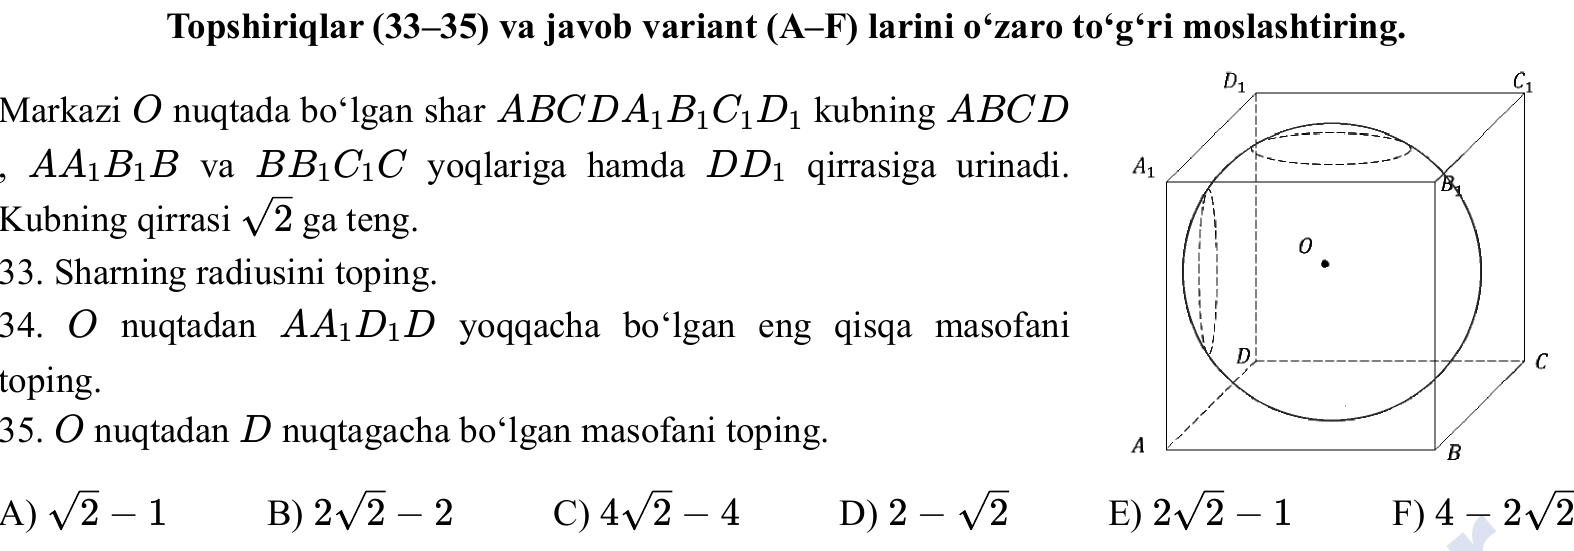 Topshiriqlar (33–35) va javob variant (A–F) larini o‘zaro to‘g‘ri moslashtiring.
Markazi O nuqtada bo‘lgan shar ABCDA₁B₁C₁D₁ kubning ABCD
, AA₁B₁B va BB₁C₁C yoqlariga hamda DD₁ qirrasiga urinadi.
Kubning qirrasi √2 ga teng.
33. Sharning radiusini toping.
34. O nuqtadan AA₁D₁D yoqqacha bo‘lgan eng qisqa masofani
toping.
35. O nuqtadan D nuqtagacha bo‘lgan masofani toping.
D₁ C₁
A₁ B₁
O
D C
A B
A) √2 − 1 B) 2√2 − 2 C) 4√2 − 4 D) 2 − √2 E) 2√2 − 1 F) 4 − 2√2